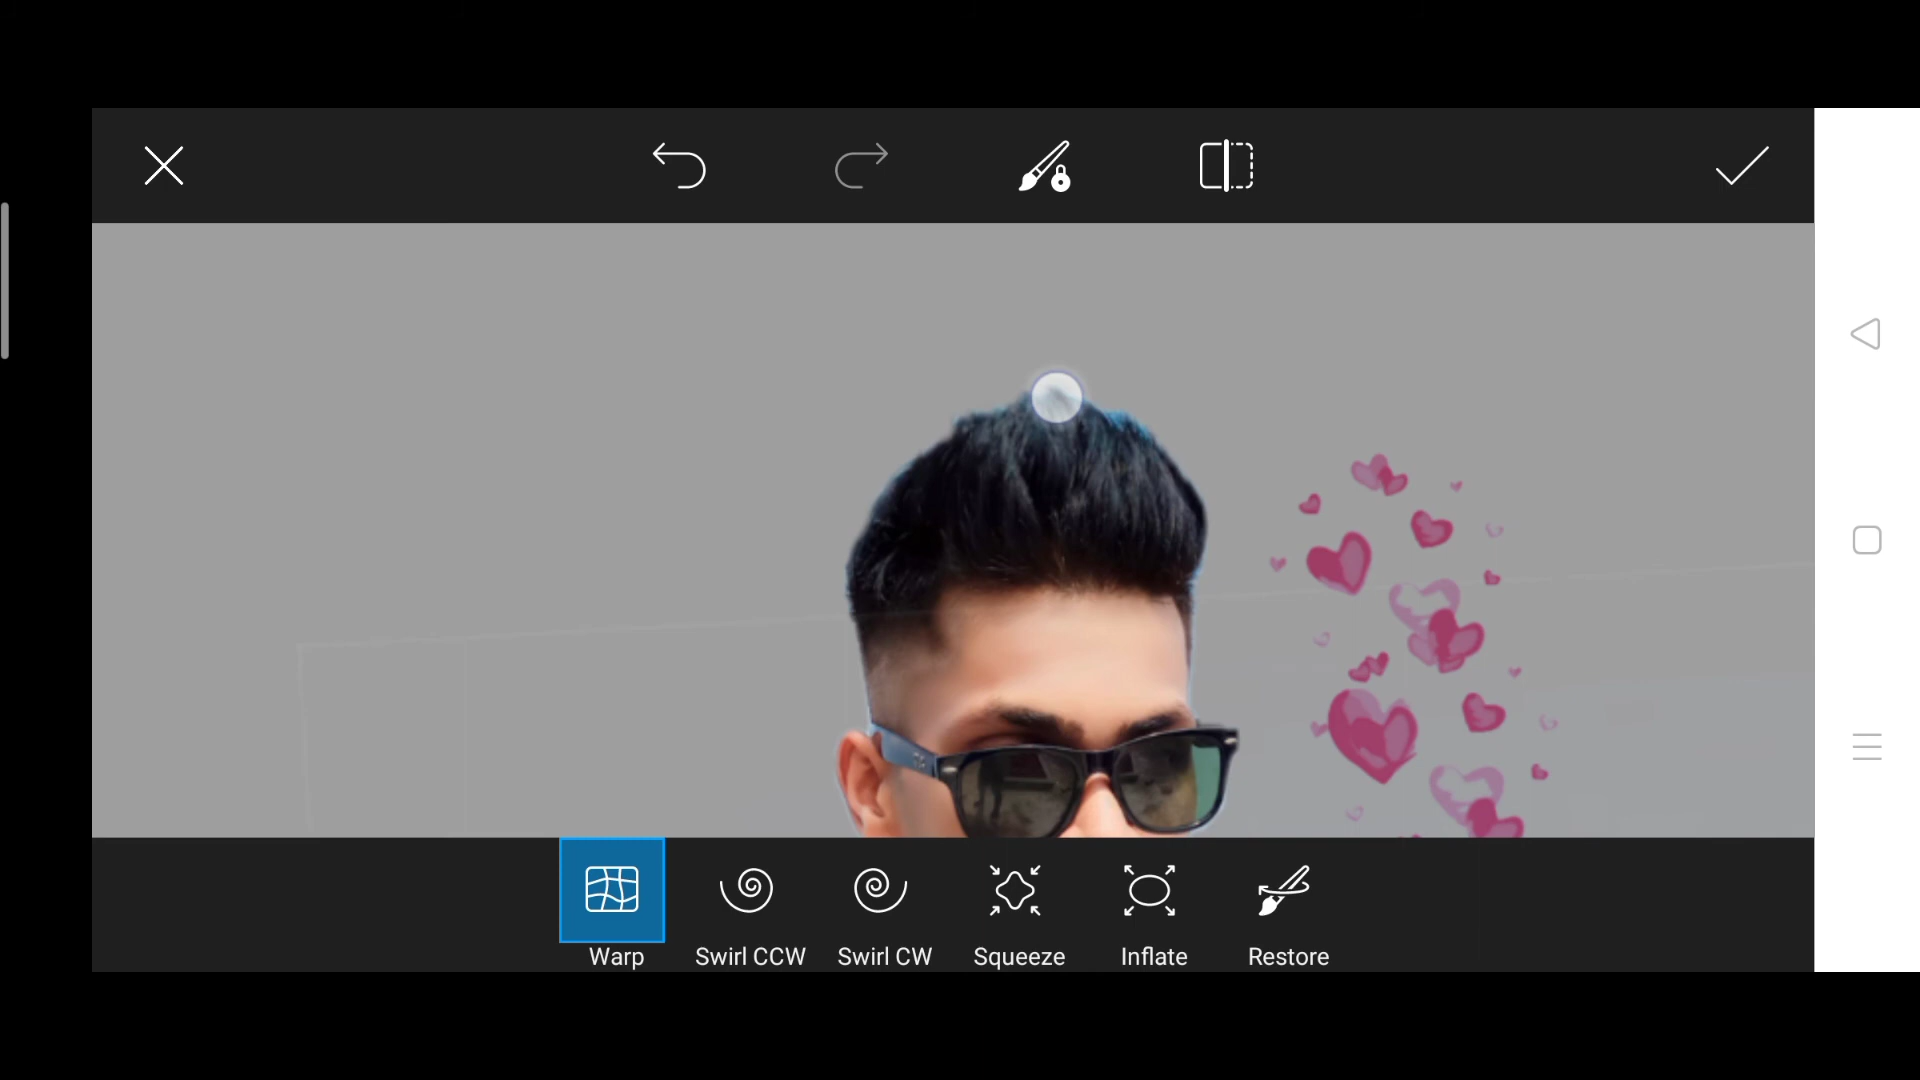 Warp
Swirl CCW
Swirl CW
Squeeze
Inflate
Restore